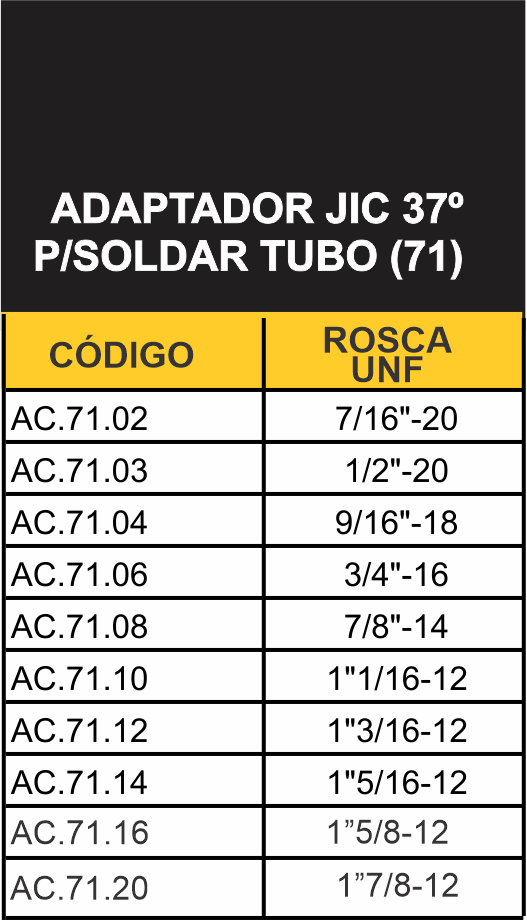 ADAPTADOR JIC 37º
P/SOLDAR TUBO (71)
CÓDIGO ROSCA UNF
AC.71.02 7/16"-20
AC.71.03 1/2"-20
AC.71.04 9/16"-18
AC.71.06 3/4"-16
AC.71.08 7/8"-14
AC.71.10 1"1/16-12
AC.71.12 1"3/16-12
AC.71.14 1"5/16-12
AC.71.16 1”5/8-12
AC.71.20 1”7/8-12